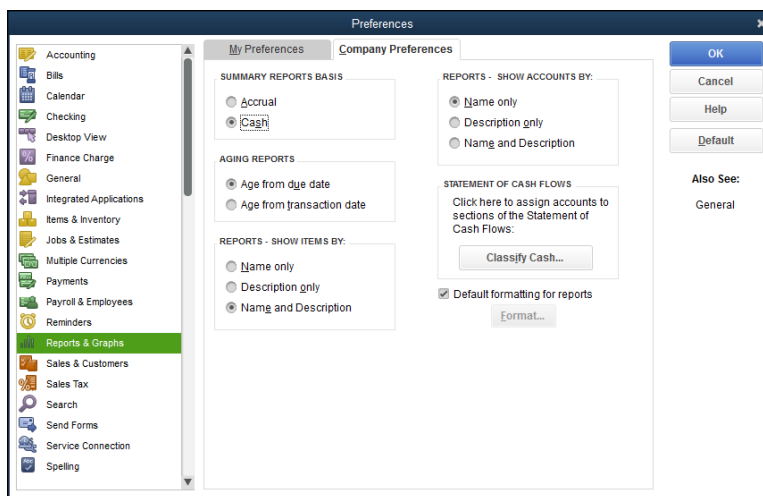 Preferences
Accounting
Bills
Calendar
Checking
Desktop View
Finance Charge
General
Integrated Applications
Items & Inventory
Jobs & Estimates
Multiple Currencies
Payments
Payroll & Employees
Reminders
Reports & Graphs
Sales & Customers
Sales Tax
Search
Send Forms
Service Connection
Spelling
My Preferences
Company Preferences
SUMMARY REPORTS BASIS
Accrual
Cash
AGING REPORTS
Age from due date
Age from transaction date
REPORTS - SHOW ITEMS BY:
Name only
Description only
Name and Description
REPORTS - SHOW ACCOUNTS BY:
Name only
Description only
Name and Description
STATEMENT OF CASH FLOWS
Click here to assign accounts to
sections of the Statement of
Cash Flows:
Classify Cash...
Default formatting for reports
Format...
OK
Cancel
Help
Default
Also See:
General